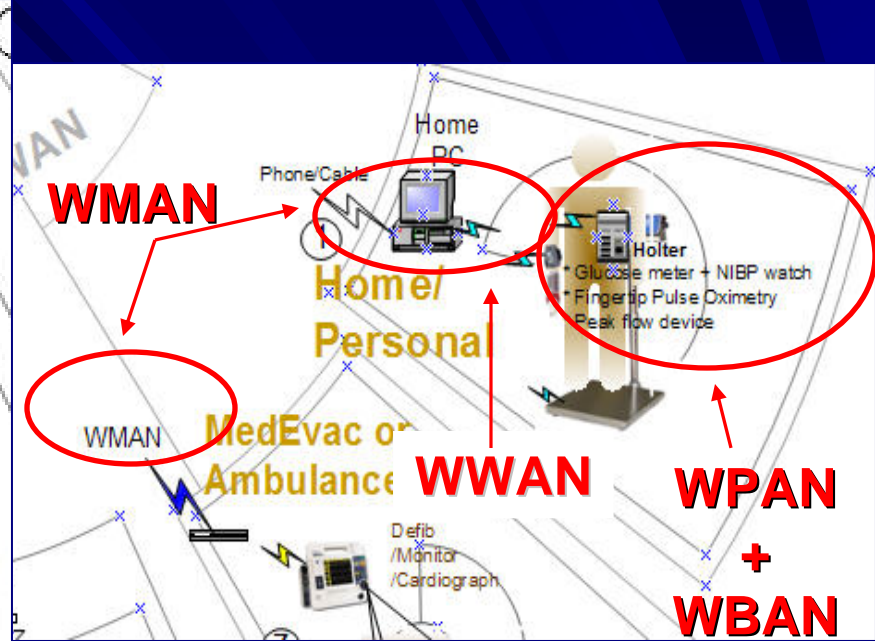 WAN
Home
PC
Phone/Cable
WMAN
1
Holter
* Glucose meter + NIBP watch
* Fingertip Pulse Oximetry
Peak flow device
Home/
Personal
WMAN
MedEvac or
Ambulance
WWAN
WPAN
+
WBAN
Defib
/Monitor
/Cardiograph